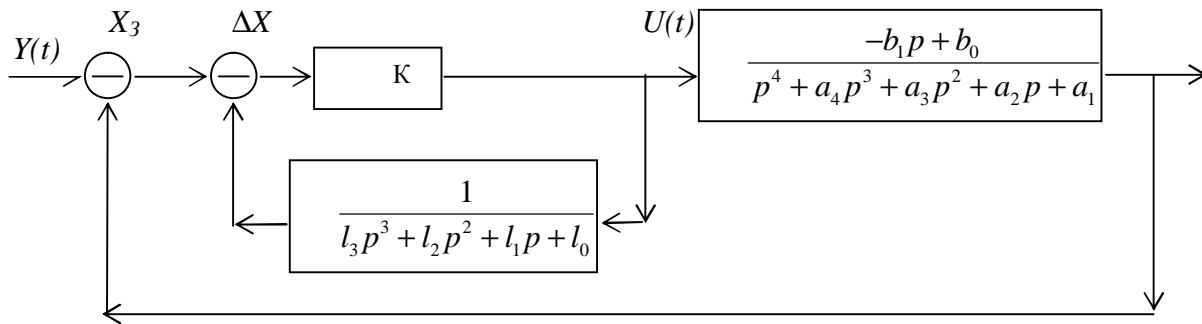 X₃ ΔX U(t)
Y(t)
К
−b₁p + b₀
p⁴ + a₄p³ + a₃p² + a₂p + a₁
1
l₃p³ + l₂p² + l₁p + l₀